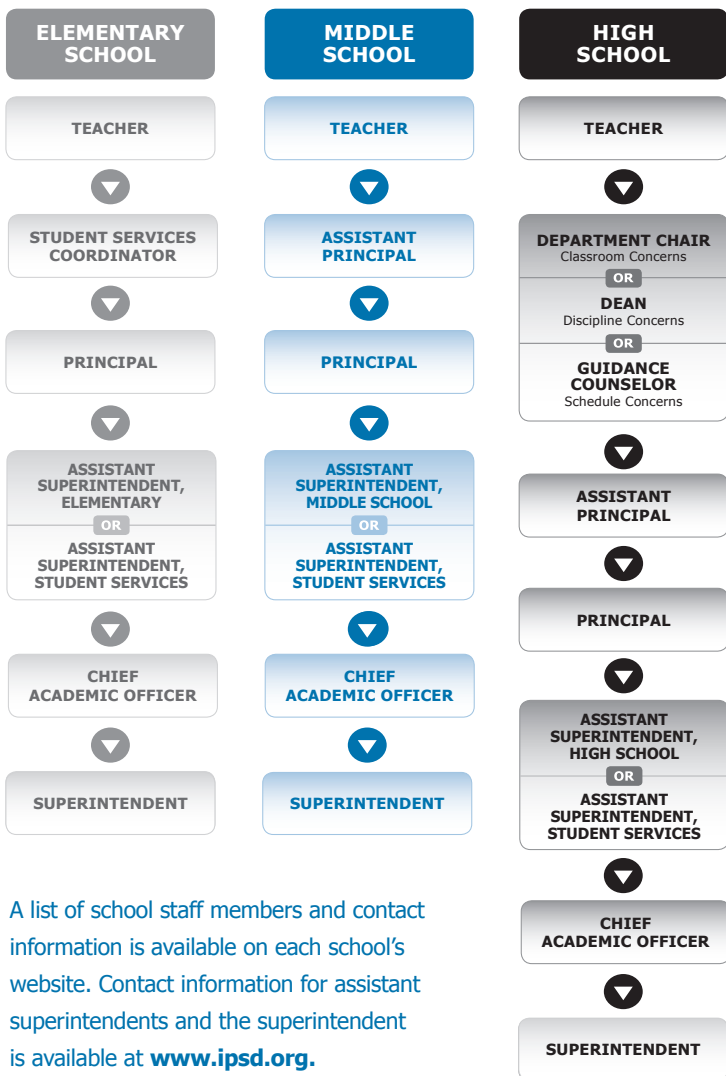 ELEMENTARY
SCHOOL
TEACHER
STUDENT SERVICES
COORDINATOR
PRINCIPAL
ASSISTANT
SUPERINTENDENT,
ELEMENTARY
OR
ASSISTANT
SUPERINTENDENT,
STUDENT SERVICES
CHIEF
ACADEMIC OFFICER
SUPERINTENDENT
MIDDLE
SCHOOL
TEACHER
ASSISTANT
PRINCIPAL
PRINCIPAL
ASSISTANT
SUPERINTENDENT,
MIDDLE SCHOOL
OR
ASSISTANT
SUPERINTENDENT,
STUDENT SERVICES
CHIEF
ACADEMIC OFFICER
SUPERINTENDENT
HIGH
SCHOOL
TEACHER
DEPARTMENT CHAIR
Classroom Concerns
OR
DEAN
Discipline Concerns
OR
GUIDANCE
COUNSELOR
Schedule Concerns
ASSISTANT
PRINCIPAL
PRINCIPAL
ASSISTANT
SUPERINTENDENT,
HIGH SCHOOL
OR
ASSISTANT
SUPERINTENDENT,
STUDENT SERVICES
CHIEF
ACADEMIC OFFICER
SUPERINTENDENT
A list of school staff members and contact
information is available on each school's
website. Contact information for assistant
superintendents and the superintendent
is available at www.ipsd.org.